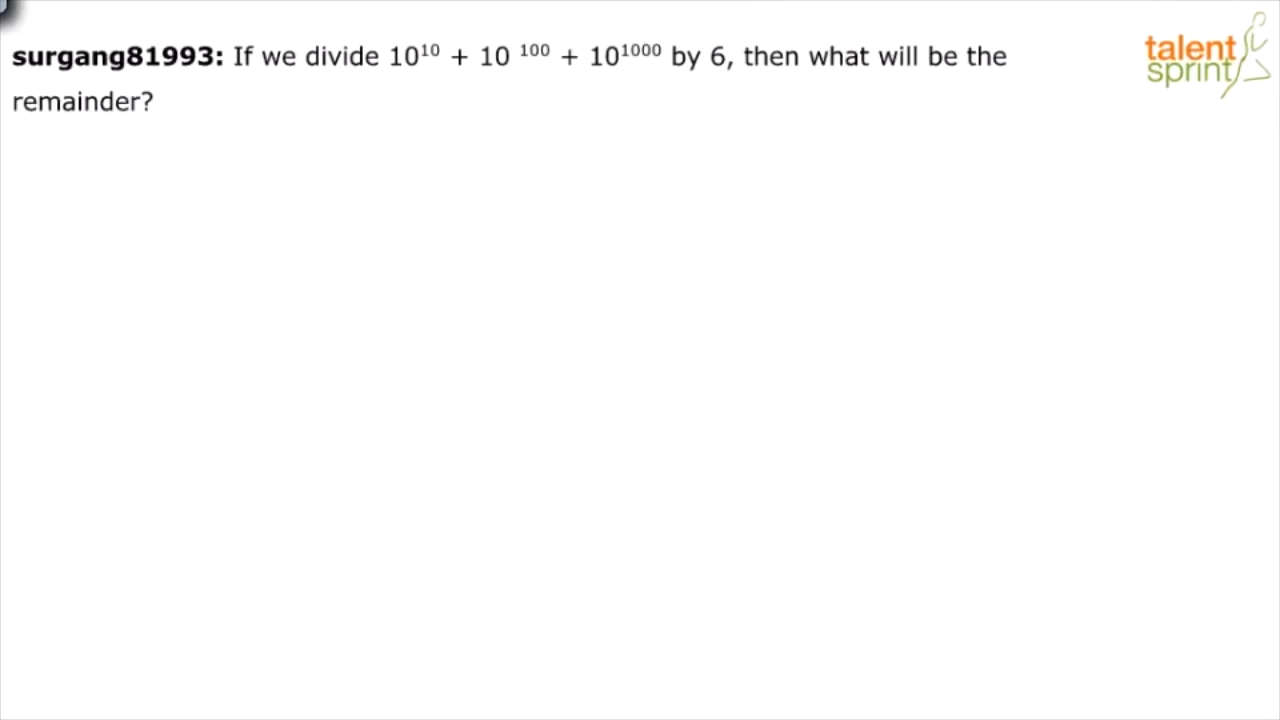 surgang81993: If we divide 10¹⁰ + 10 ¹⁰⁰ + 10¹⁰⁰⁰ by 6, then what will be the
remainder?
talent
sprint